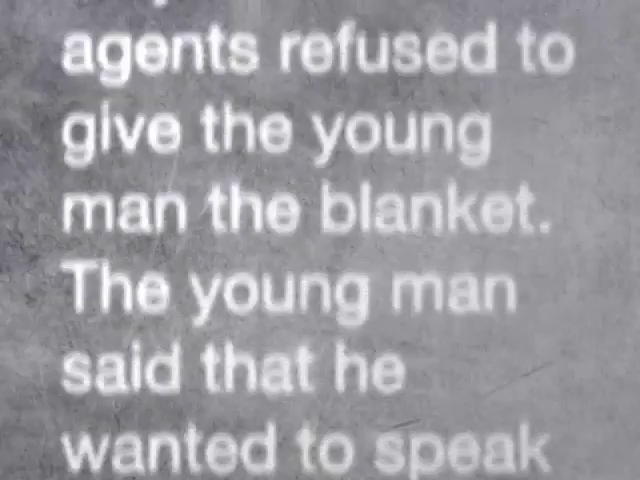 agents refused to
give the young
man the blanket.
The young man
said that he
wanted to speak